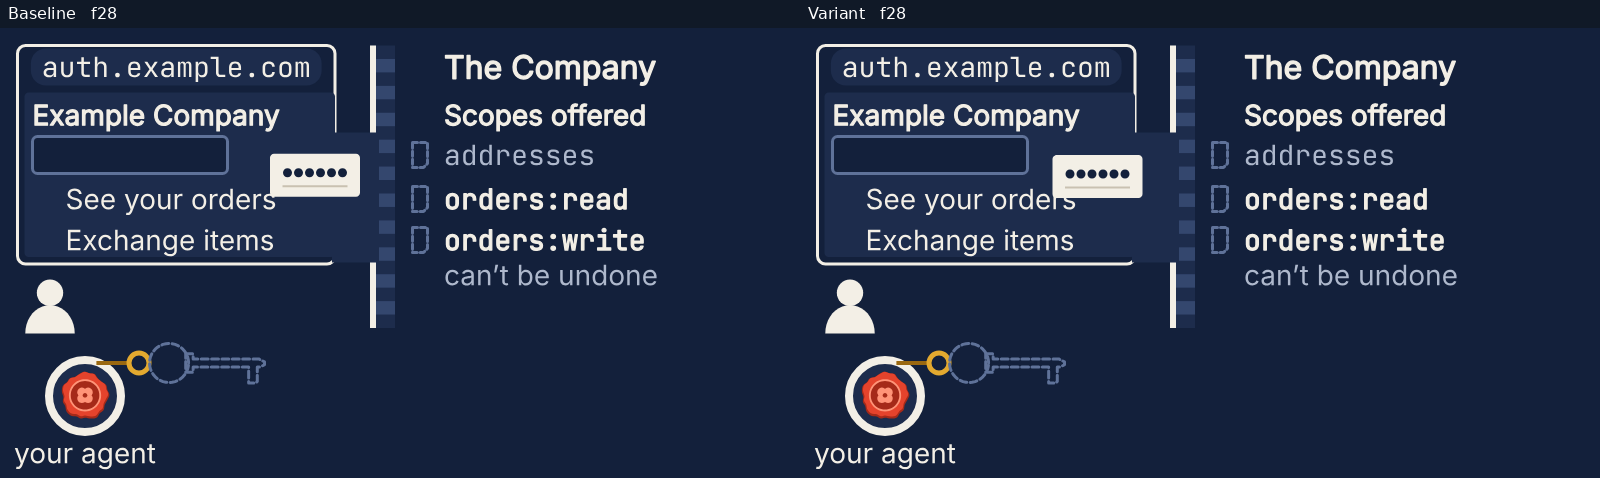 Baseline f28
auth.example.com
Example Company
See your orders
Exchange items
your agent
The Company
Scopes offered
addresses
orders:read
orders:write
can’t be undone
Variant f28
auth.example.com
Example Company
See your orders
Exchange items
your agent
The Company
Scopes offered
addresses
orders:read
orders:write
can’t be undone